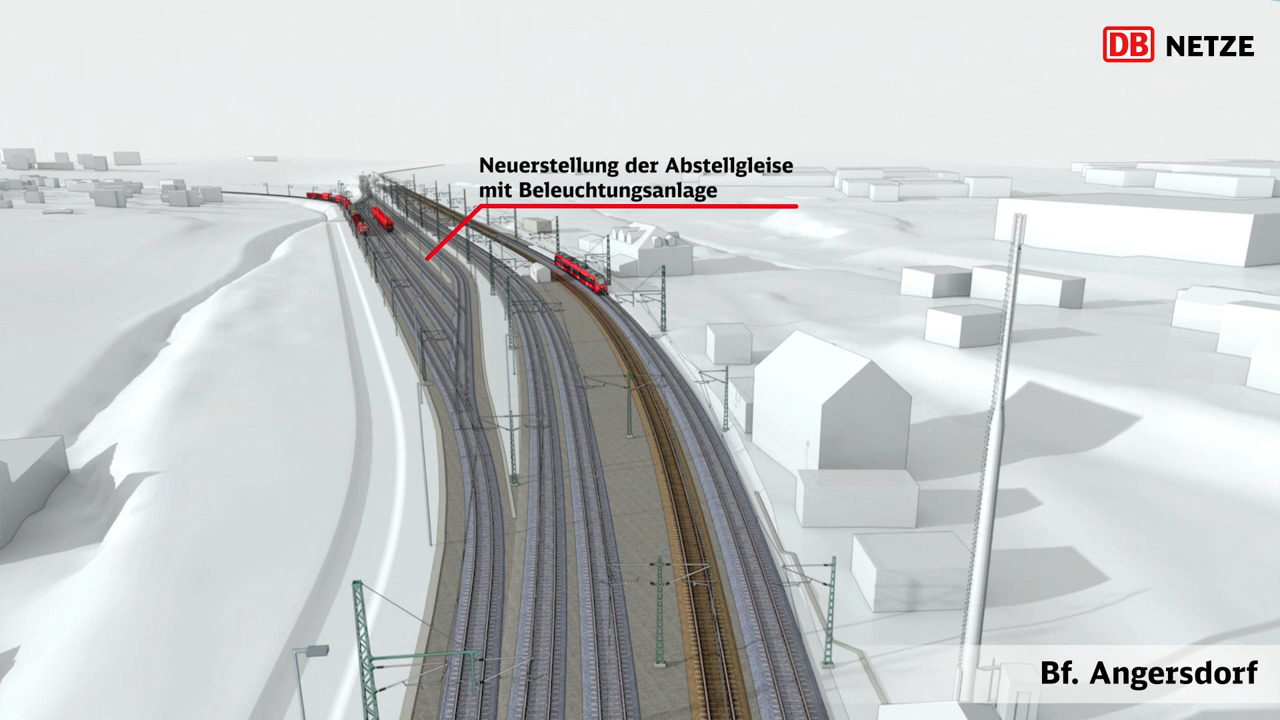 DB NETZE
Neuerstellung der Abstellgleise
mit Beleuchtungsanlage
Bf. Angersdorf